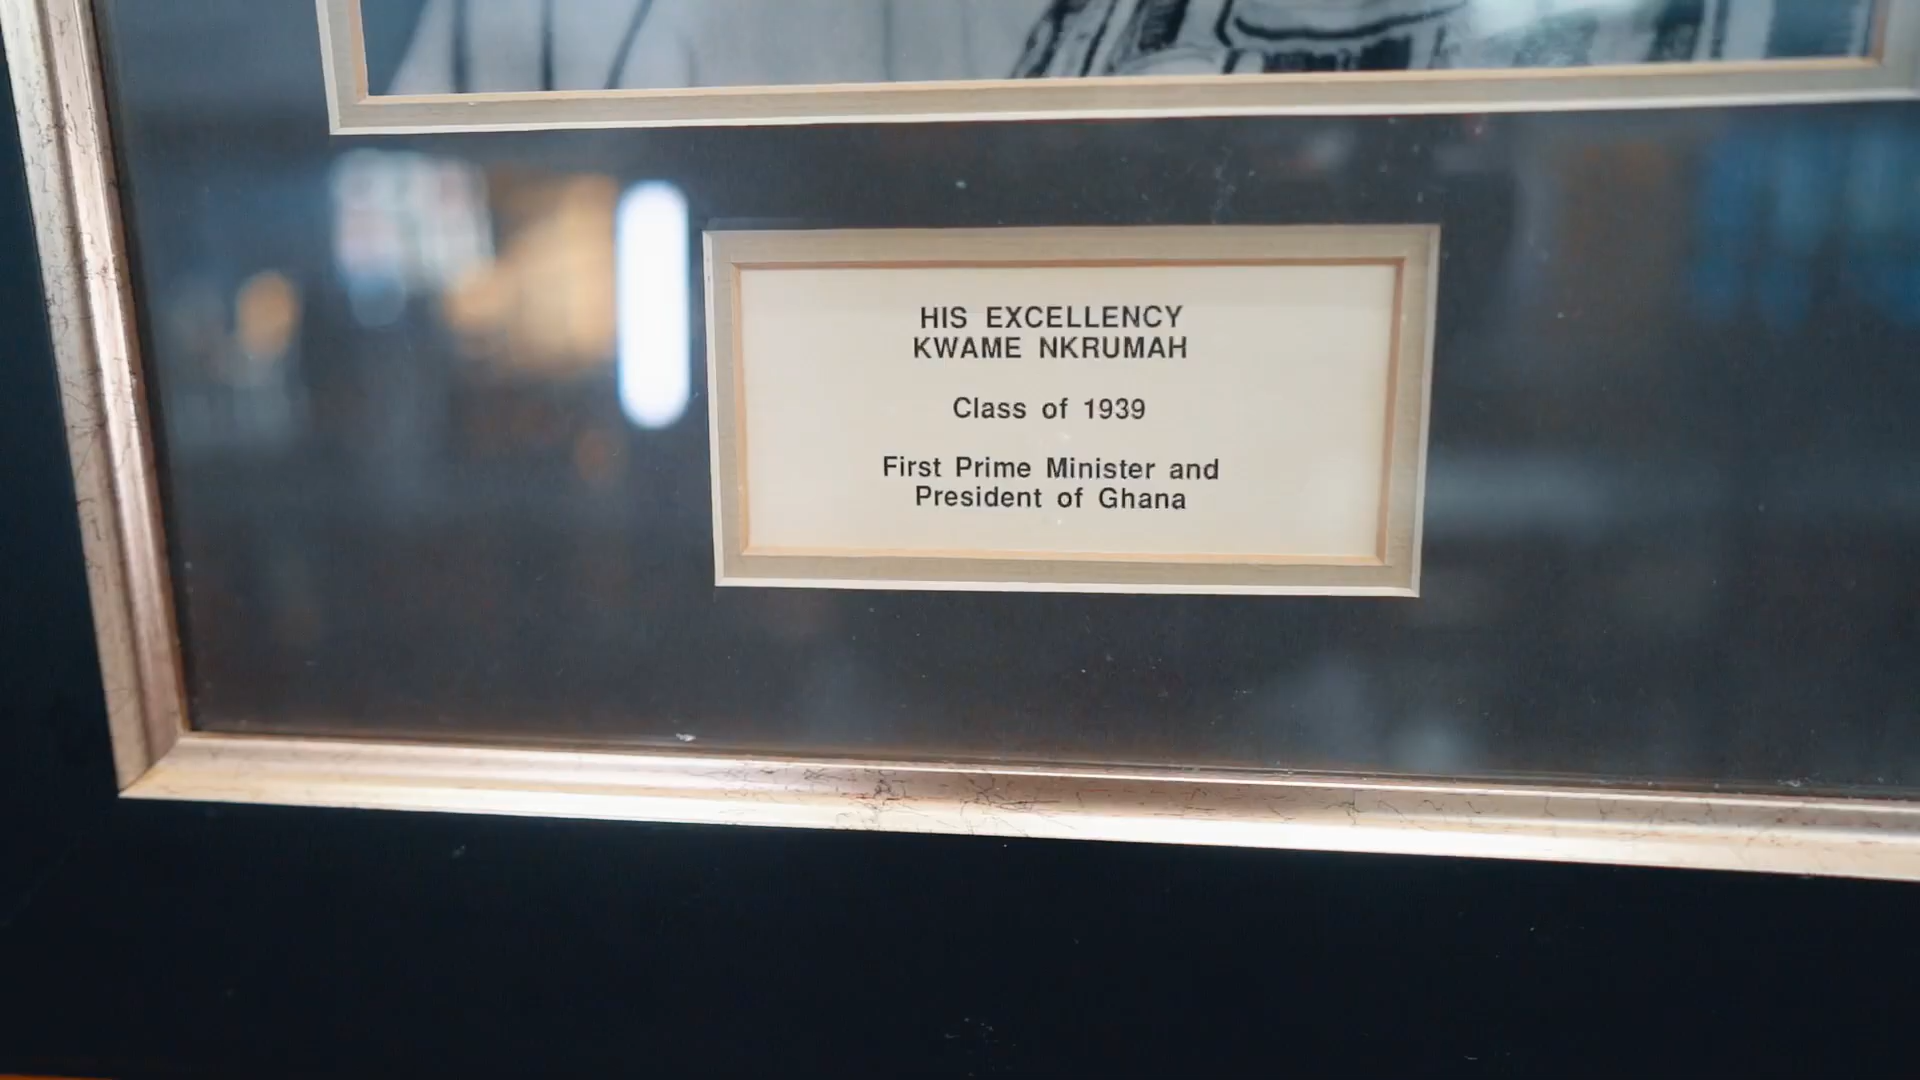 HIS EXCELLENCY
KWAME NKRUMAH
Class of 1939
First Prime Minister and
President of Ghana